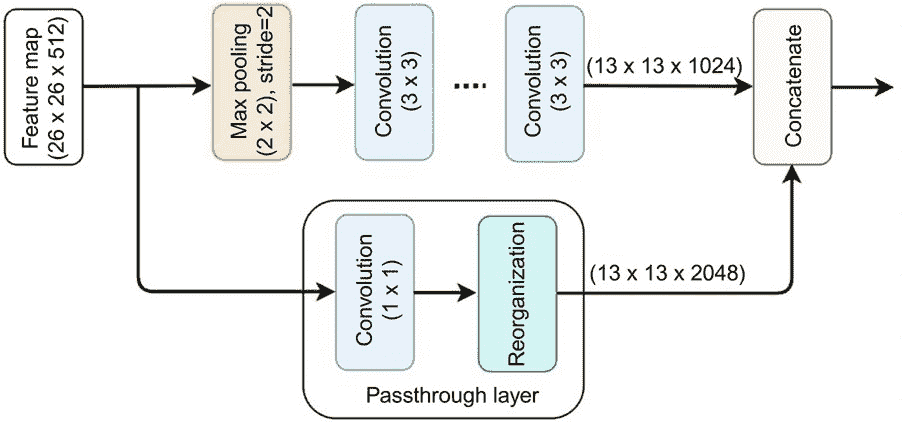 Feature map
(26 x 26 x 512)
Max pooling
(2 x 2), stride=2
Convolution
(3 x 3)
....
Convolution
(3 x 3)
(13 x 13 x 1024)
Concatenate
Convolution
(1 x 1)
Reorganization
(13 x 13 x 2048)
Passthrough layer